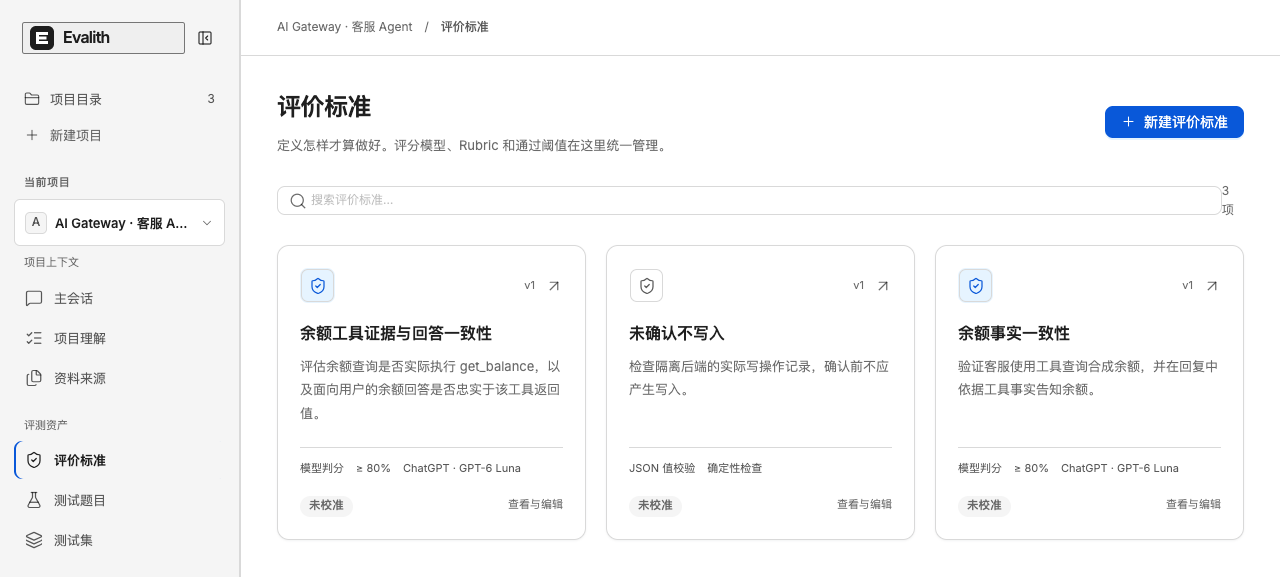 Evalith
项目目录 3
新建项目
当前项目
A AI Gateway · 客服 A...
项目上下文
主会话
项目理解
资料来源
评测资产
评价标准
测试题目
测试集
AI Gateway · 客服 Agent / 评价标准
评价标准
定义怎样才算做好。评分模型、Rubric 和通过阈值在这里统一管理。
新建评价标准
搜索评价标准...
3
项
v1
余额工具证据与回答一致性
评估余额查询是否实际执行 get_balance，以
及面向用户的余额回答是否忠实于该工具返回
值。
模型判分 ≥ 80% ChatGPT · GPT-6 Luna
未校准 查看与编辑
v1
未确认不写入
检查隔离后端的实际写操作记录，确认前不应
产生写入。
JSON 值校验 确定性检查
未校准 查看与编辑
v1
余额事实一致性
验证客服使用工具查询合成余额，并在回复中
依据工具事实告知余额。
模型判分 ≥ 80% ChatGPT · GPT-6 Luna
未校准 查看与编辑